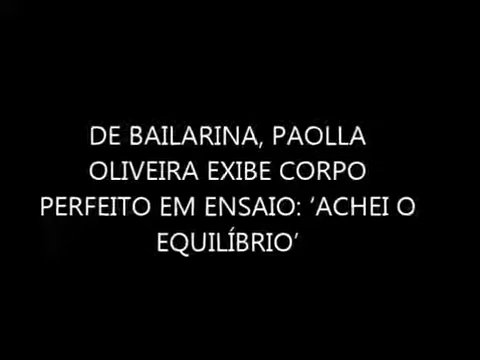 DE BAILARINA, PAOLLA
OLIVEIRA EXIBE CORPO
PERFEITO EM ENSAIO: ‘ACHEI O
EQUILÍBRIO’